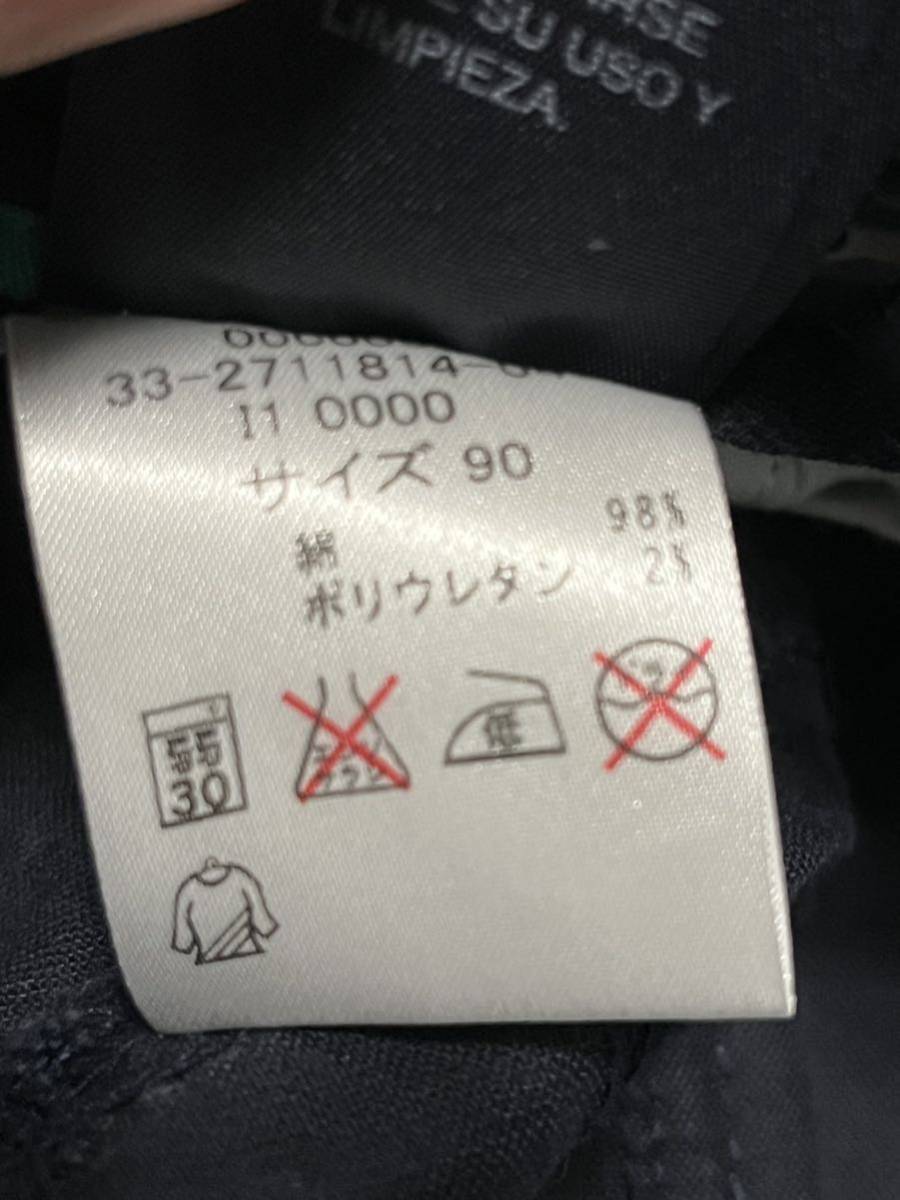 SU USO Y
LIMPIEZA.
33-2711814-
I1 0000
サイズ 90
綿 98%
ポリウレタン 2%
弱
30
低